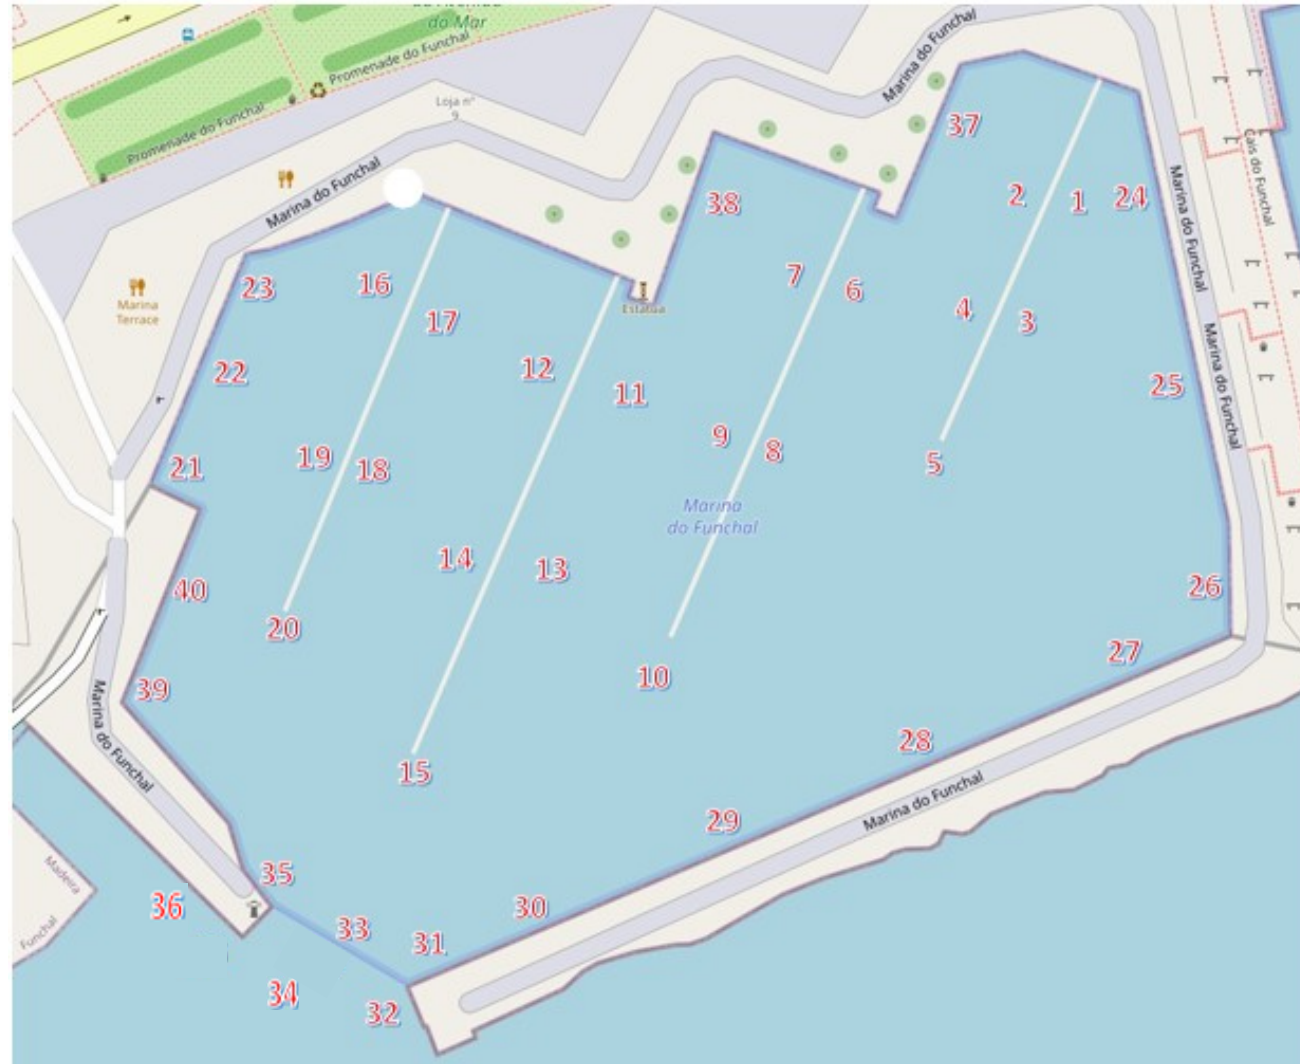 do Mar
Promenade do Funchal
Promenade do Funchal
Loja nº
9
Marina do Funchal
Marina do Funchal
Cais do Funchal
Marina do Funchal
Marina do Funchal
Marina
Terrace
Estátua
37
38
2
1
24
23
16
17
7
6
4
3
22
12
11
25
21
19
18
9
8
5
Marina
do Funchal
14
13
26
40
20
10
27
39
15
28
Marina do Funchal
Marina do Funchal
29
Madeira
Funchal
36
35
30
33
31
34
32